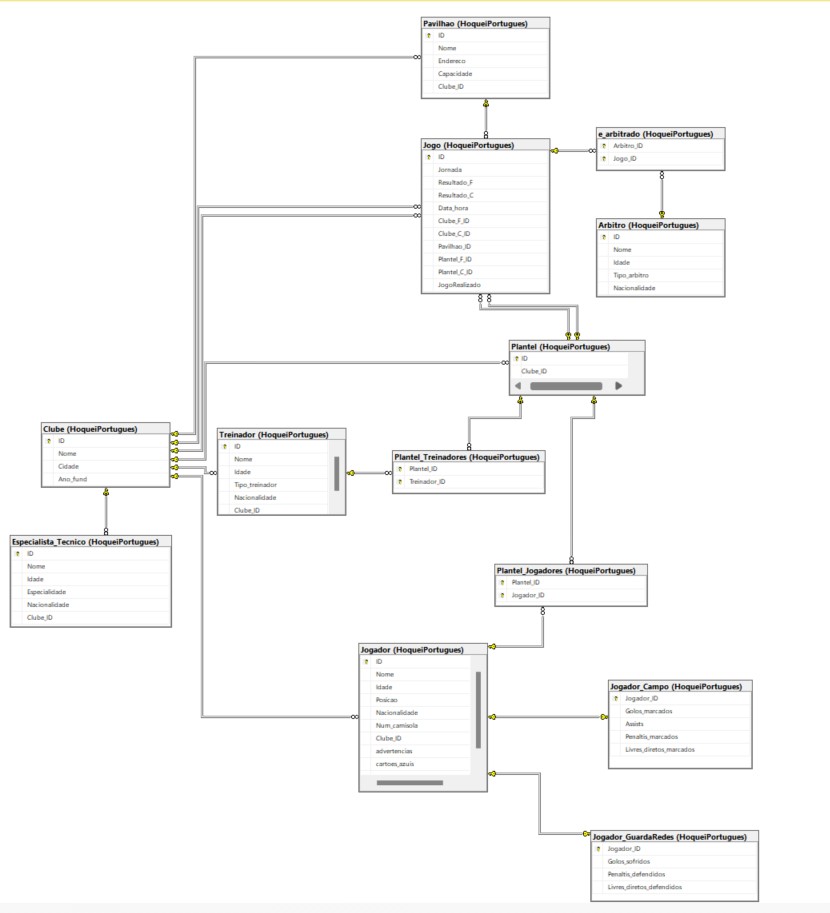 Pavilhao (HoqueiPortugues)
ID
Nome
Endereco
Capacidade
Clube_ID
Jogo (HoqueiPortugues)
ID
Jornada
Resultado_F
Resultado_C
Data_hora
Clube_F_ID
Clube_C_ID
Pavilhao_ID
Plantel_F_ID
Plantel_C_ID
JogoRealizado
e_arbitrado (HoqueiPortugues)
Arbitro_ID
Jogo_ID
Arbitro (HoqueiPortugues)
ID
Nome
Idade
Tipo_arbitro
Nacionalidade
Plantel (HoqueiPortugues)
ID
Clube_ID
Clube (HoqueiPortugues)
ID
Nome
Cidade
Ano_fund
Treinador (HoqueiPortugues)
ID
Nome
Idade
Tipo_treinador
Nacionalidade
Clube_ID
Plantel_Treinadores (HoqueiPortugues)
Plantel_ID
Treinador_ID
Especialista_Tecnico (HoqueiPortugues)
ID
Nome
Idade
Especialidade
Nacionalidade
Clube_ID
Plantel_Jogadores (HoqueiPortugues)
Plantel_ID
Jogador_ID
Jogador (HoqueiPortugues)
ID
Nome
Idade
Posicao
Nacionalidade
Num_camisola
Clube_ID
advertencias
cartoes_azuis
Jogador_Campo (HoqueiPortugues)
Jogador_ID
Golos_marcados
Assists
Penaltis_marcados
Livres_diretos_marcados
Jogador_GuardaRedes (HoqueiPortugues)
Jogador_ID
Golos_sofridos
Penaltis_defendidos
Livres_diretos_defendidos